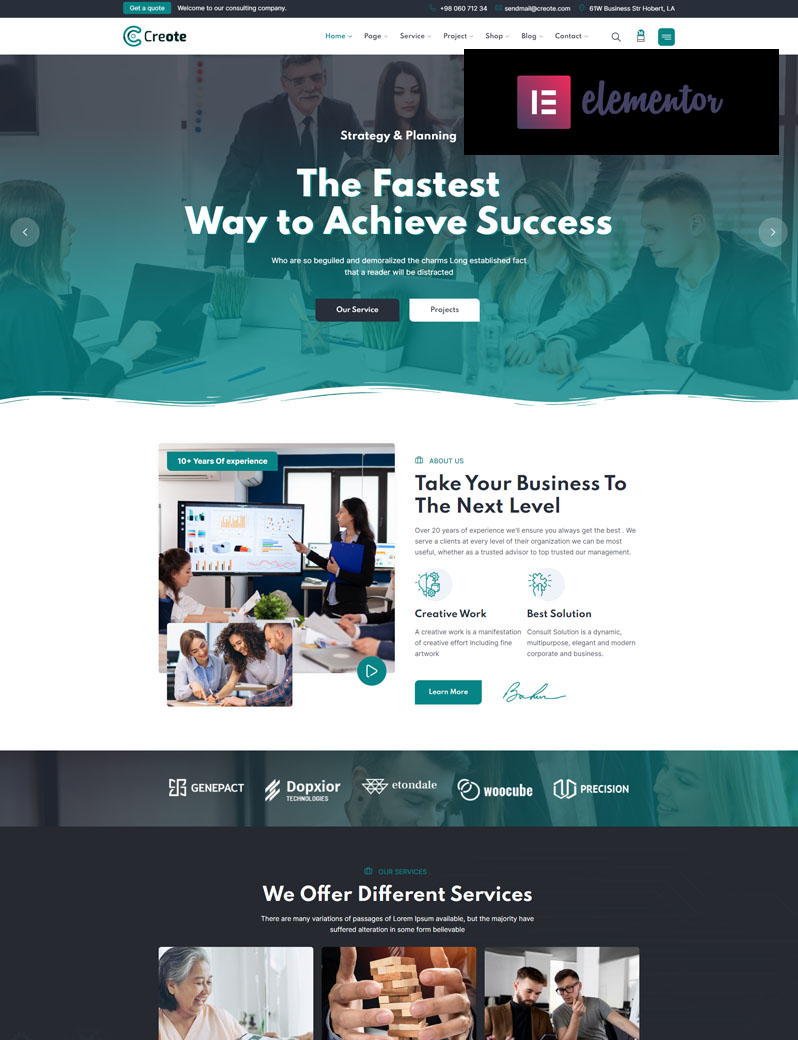 Get a quote Welcome to our consulting company. +98 060 712 34 sendmail@creote.com 61W Business Str Hobert, LA
Creote Home Page Service Project Shop Blog Contact
elementor
Strategy & Planning
The Fastest
Way to Achieve Success
Who are so beguiled and demoralized the charms Long established fact
that a reader will be distracted
Our Service Projects
10+ Years Of experience
ABOUT US
Take Your Business To
The Next Level
Over 20 years of experience we'll ensure you always get the best . We
serve a clients at every level of their organization we can be most
useful, whether as a trusted advisor to top trusted our management.
Creative Work
A creative work is a manifestation
of creative effort including fine
artwork
Best Solution
Consult Solution is a dynamic,
multipurpose, elegant and modern
corporate and business.
Learn More
GENEPACT
Dopxior
TECHNOLOGIES
etondale
woocube
PRECISION
OUR SERVICES
We Offer Different Services
There are many variations of passages of Lorem Ipsum available, but the majority have
suffered alteration in some form believable